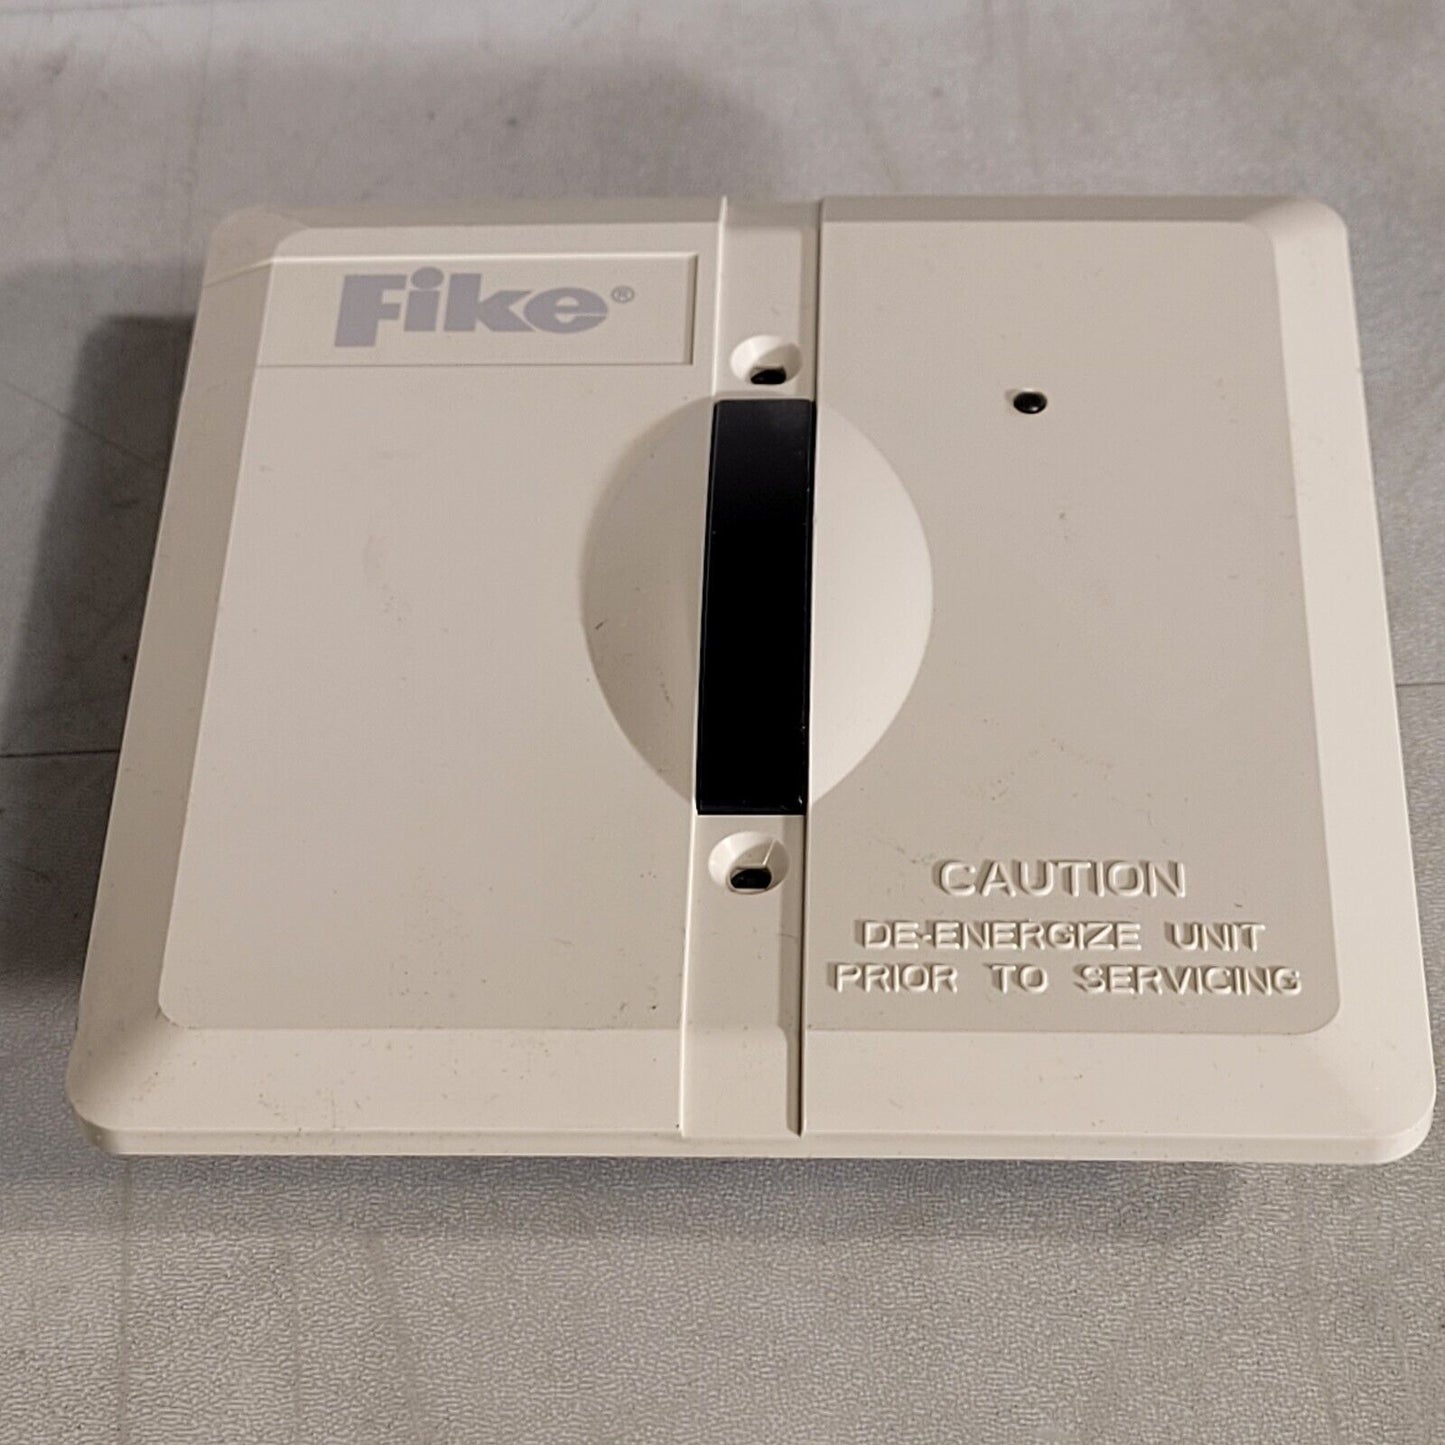 Fike®
CAUTION
DE-ENERGIZE UNIT
PRIOR TO SERVICING